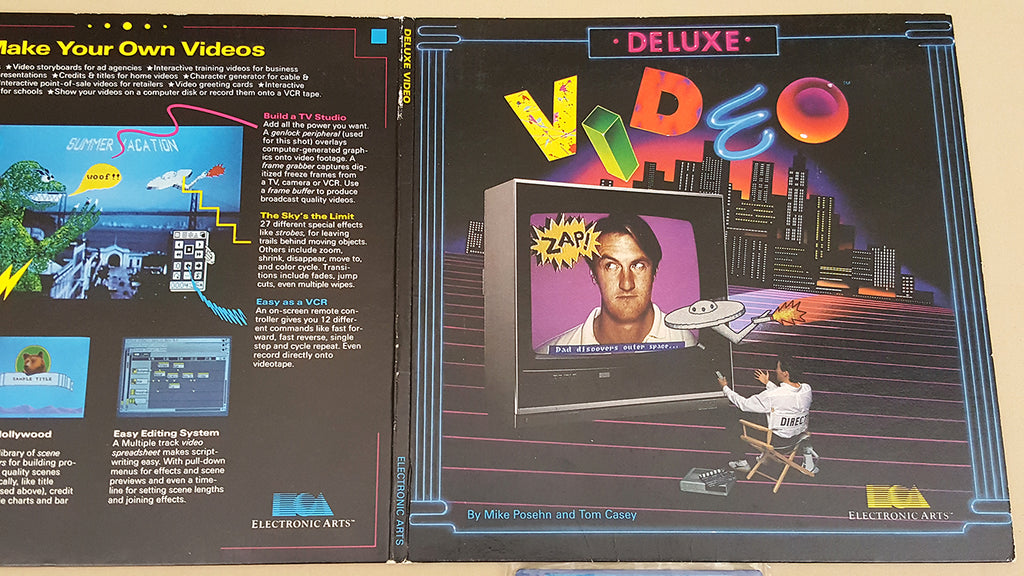 Make Your Own Videos
★Video storyboards for ad agencies ★Interactive training videos for business
presentations ★Credits & titles for home videos ★Character generator for cable &
Interactive point-of-sale videos for retailers ★Video greeting cards ★Interactive
for schools ★Show your videos on a computer disk or record them onto a VCR tape.
SUMMER VACATION
woof!!
Build a TV Studio
Add all the power you want.
A genlock peripheral (used
for this shot) overlays
computer-generated graph-
ics onto video footage. A
frame grabber captures dig-
itized freeze frames from
a TV, camera or VCR. Use
a frame buffer to produce
broadcast quality videos.
The Sky's the Limit
27 different special effects
like strobes, for leaving
trails behind moving objects.
Others include zoom,
shrink, disappear, move to,
and color cycle. Transi-
tions include fades, jump
cuts, even multiple wipes.
Easy as a VCR
An on-screen remote con-
troller gives you 12 differ-
ent commands like fast for-
ward, fast reverse, single
step and cycle repeat. Even
record directly onto
videotape.
SAMPLE TITLE
Hollywood
library of scene
rs for building pro-
quality scenes
cally, like title
sed above), credit
e charts and bar
Easy Editing System
A Multiple track video
spreadsheet makes script-
writing easy. With pull-down
menus for effects and scene
previews and even a time-
line for setting scene lengths
and joining effects.
ELECTRONIC ARTS™
DELUXE VIDEO
ELECTRONIC ARTS
DELUXE
VIDEO
™
ZAP!
Dad discovers outer space...
DIREC
By Mike Posehn and Tom Casey
ELECTRONIC ARTS™